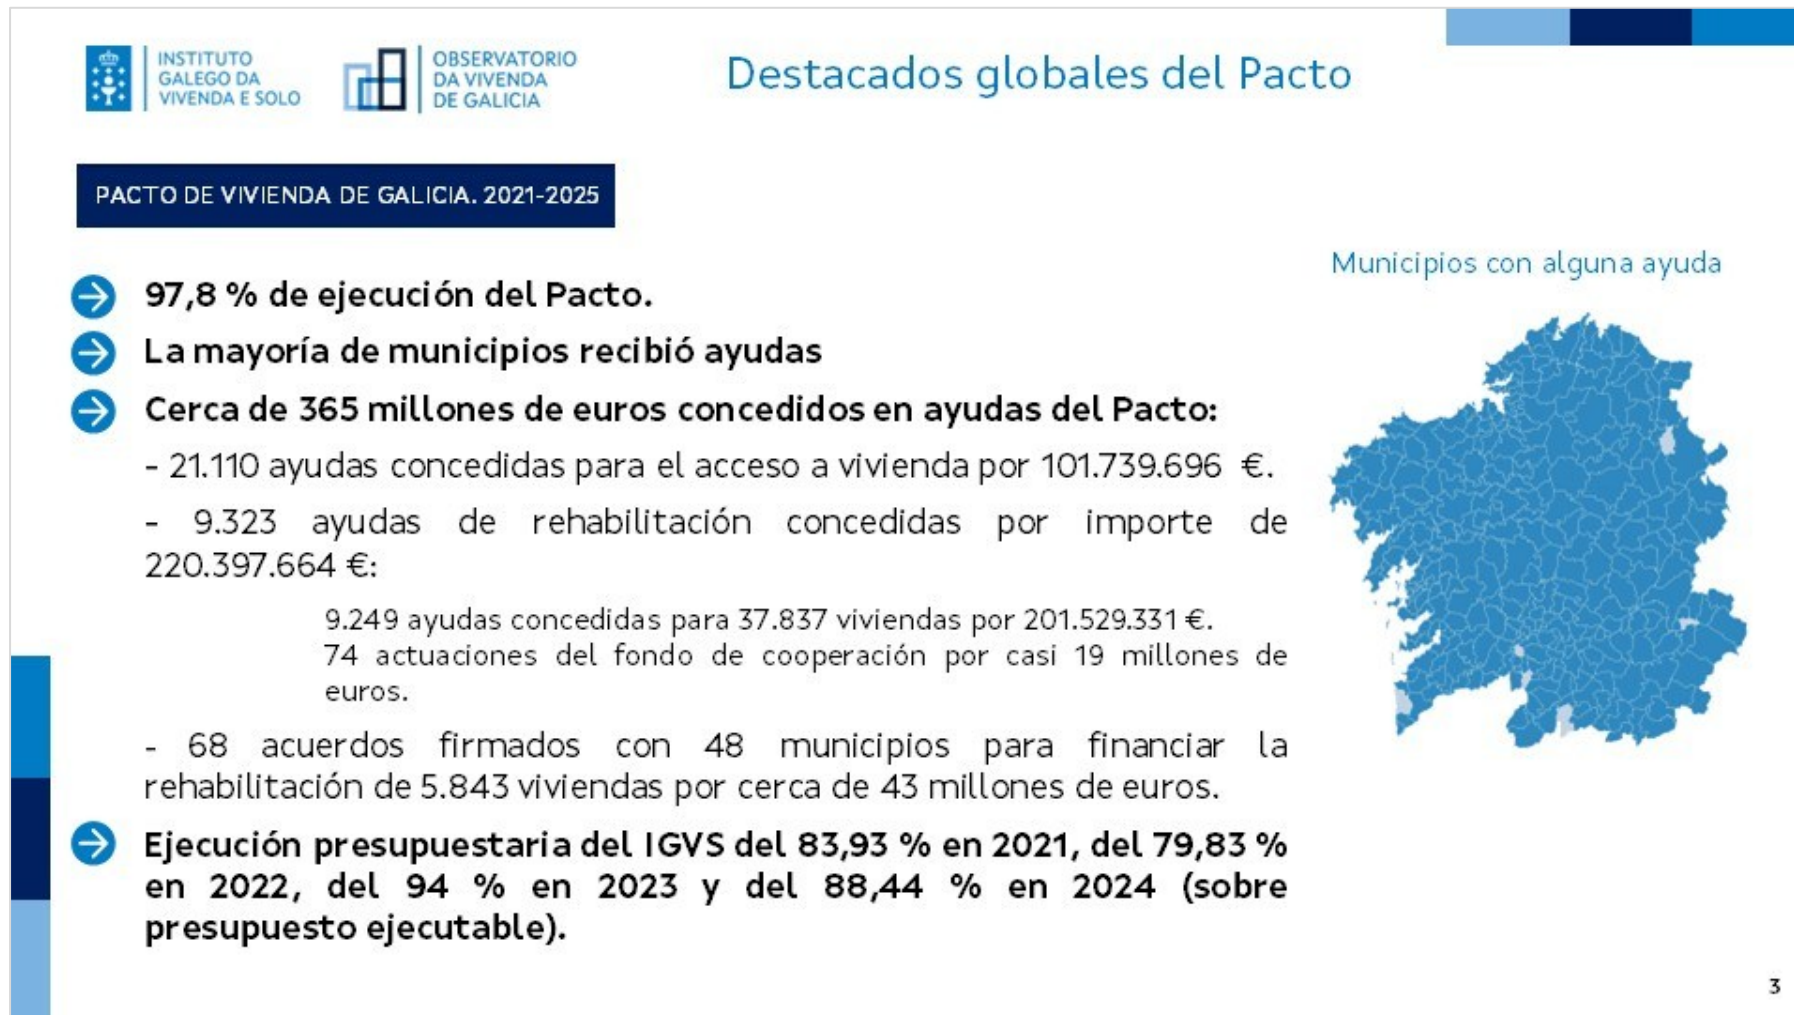 INSTITUTO
GALEGO DA
VIVENDA E SOLO
OBSERVATORIO
DA VIVENDA
DE GALICIA
Destacados globales del Pacto
PACTO DE VIVIENDA DE GALICIA. 2021-2025
Municipios con alguna ayuda
97,8 % de ejecución del Pacto.
La mayoría de municipios recibió ayudas
Cerca de 365 millones de euros concedidos en ayudas del Pacto:
- 21.110 ayudas concedidas para el acceso a vivienda por 101.739.696 €.
- 9.323 ayudas de rehabilitación concedidas por importe de
220.397.664 €:
9.249 ayudas concedidas para 37.837 viviendas por 201.529.331 €.
74 actuaciones del fondo de cooperación por casi 19 millones de
euros.
- 68 acuerdos firmados con 48 municipios para financiar la
rehabilitación de 5.843 viviendas por cerca de 43 millones de euros.
Ejecución presupuestaria del IGVS del 83,93 % en 2021, del 79,83 %
en 2022, del 94 % en 2023 y del 88,44 % en 2024 (sobre
presupuesto ejecutable).
3